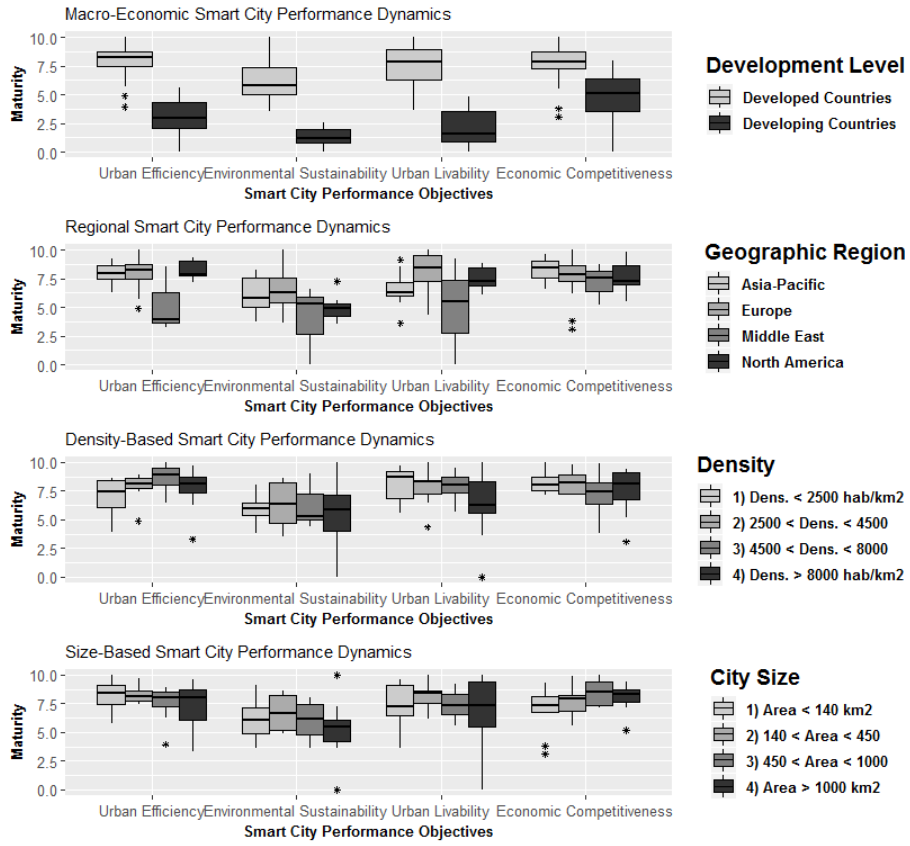 Macro-Economic Smart City Performance Dynamics
10.0
7.5
5.0
2.5
0.0
Maturity
Urban Efficiency Environmental Sustainability Urban Livability Economic Competitiveness
Smart City Performance Objectives
Development Level
Developed Countries
Developing Countries
Regional Smart City Performance Dynamics
10.0
7.5
5.0
2.5
0.0
Maturity
Urban Efficiency Environmental Sustainability Urban Livability Economic Competitiveness
Smart City Performance Objectives
Geographic Region
Asia-Pacific
Europe
Middle East
North America
Density-Based Smart City Performance Dynamics
10.0
7.5
5.0
2.5
0.0
Maturity
Urban Efficiency Environmental Sustainability Urban Livability Economic Competitiveness
Smart City Performance Objectives
Density
1) Dens. < 2500 hab/km2
2) 2500 < Dens. < 4500
3) 4500 < Dens. < 8000
4) Dens. > 8000 hab/km2
Size-Based Smart City Performance Dynamics
10.0
7.5
5.0
2.5
0.0
Maturity
Urban Efficiency Environmental Sustainability Urban Livability Economic Competitiveness
Smart City Performance Objectives
City Size
1) Area < 140 km2
2) 140 < Area < 450
3) 450 < Area < 1000
4) Area > 1000 km2